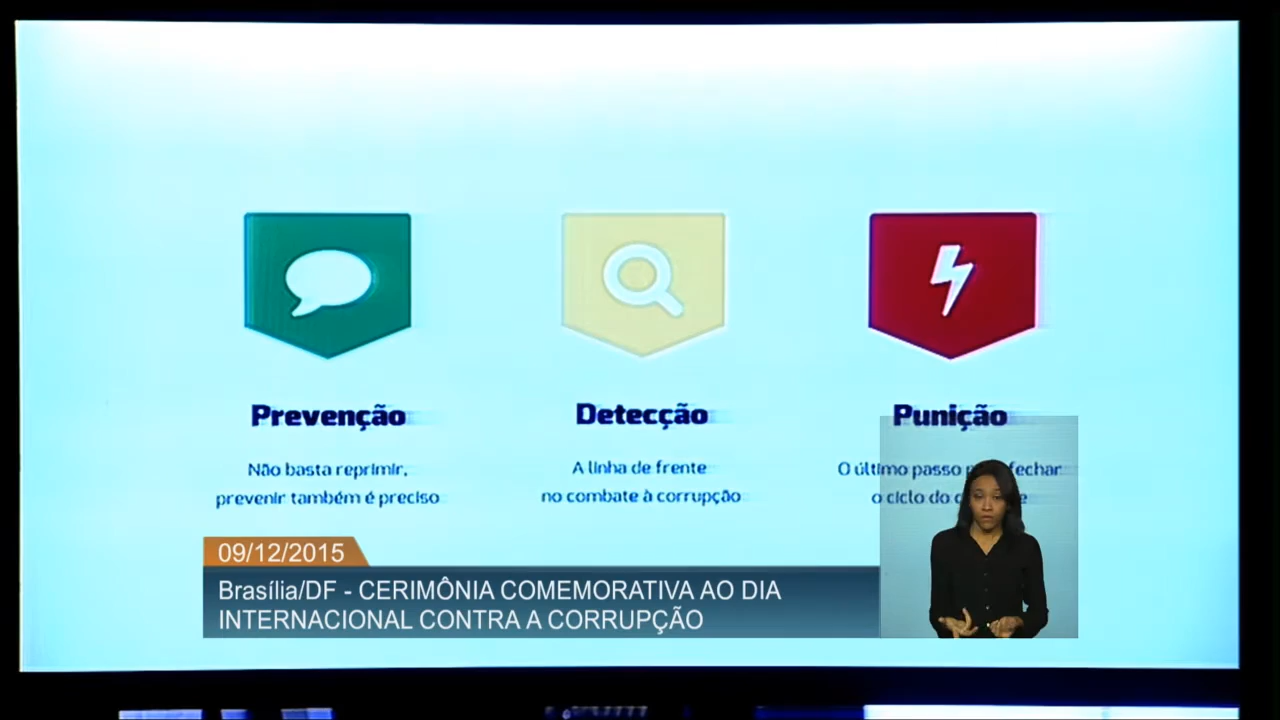 Prevenção
Não basta reprimir,
prevenir também é preciso
Detecção
A linha de frente
no combate à corrupção
Punição
O último passo fechar
o ciclo do
09/12/2015
Brasília/DF - CERIMÔNIA COMEMORATIVA AO DIA
INTERNACIONAL CONTRA A CORRUPÇÃO